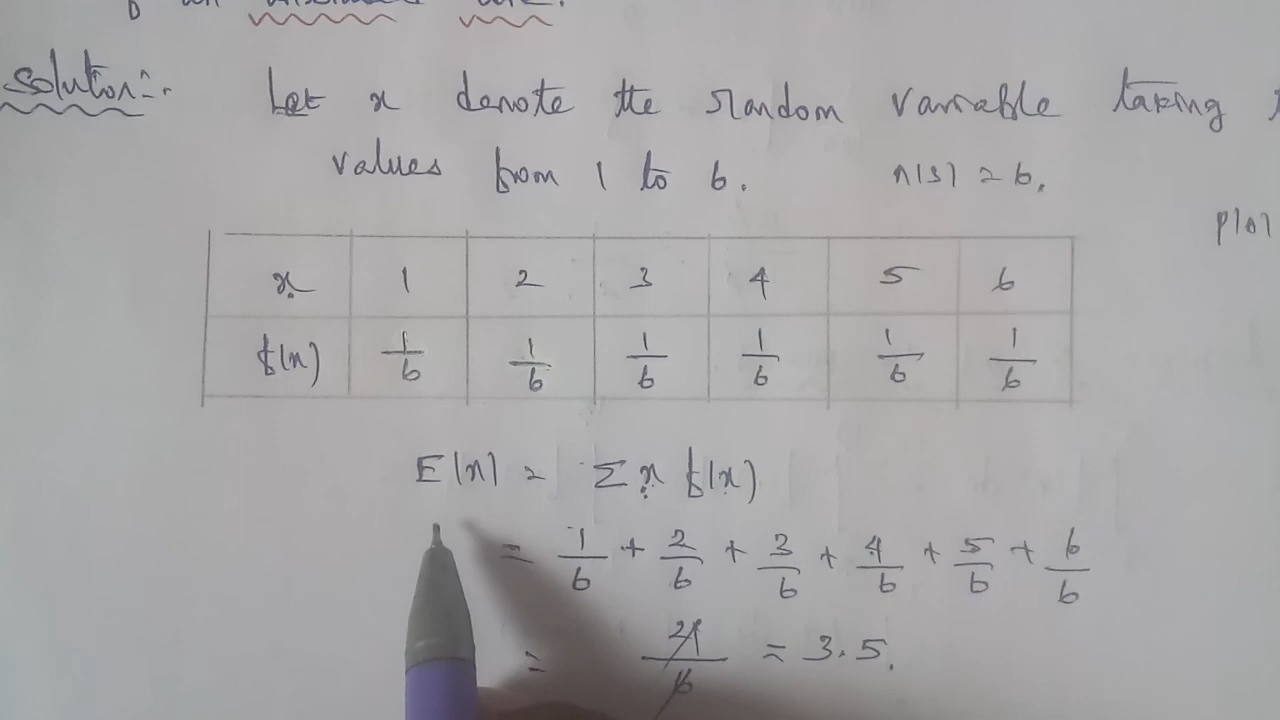 solution:-
Let x denote the random variable taking
values from 1 to 6. n(s) = 6.
x 1 2 3 4 5 6
f(x) 1/6 1/6 1/6 1/6 1/6 1/6
E(x) = Σ x f(x)
= 1/6 + 2/6 + 3/6 + 4/6 + 5/6 + 6/6
= 21/6 = 3.5.